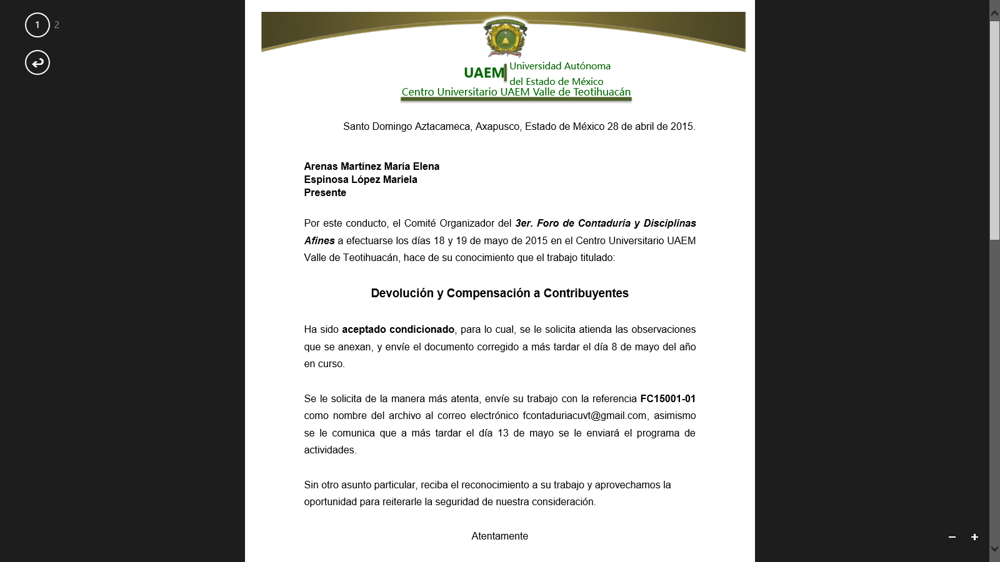 1 2
UAEM Universidad Autónoma
del Estado de México
Centro Universitario UAEM Valle de Teotihuacán
Santo Domingo Aztacameca, Axapusco, Estado de México 28 de abril de 2015.
Arenas Martínez María Elena
Espinosa López Mariela
Presente
Por este conducto, el Comité Organizador del 3er. Foro de Contaduría y Disciplinas
Afines a efectuarse los días 18 y 19 de mayo de 2015 en el Centro Universitario UAEM
Valle de Teotihuacán, hace de su conocimiento que el trabajo titulado:
Devolución y Compensación a Contribuyentes
Ha sido aceptado condicionado, para lo cual, se le solicita atienda las observaciones
que se anexan, y envíe el documento corregido a más tardar el día 8 de mayo del año
en curso.
Se le solicita de la manera más atenta, envíe su trabajo con la referencia FC15001-01
como nombre del archivo al correo electrónico fcontaduriacuvt@gmail.com, asimismo
se le comunica que a más tardar el día 13 de mayo se le enviará el programa de
actividades.
Sin otro asunto particular, reciba el reconocimiento a su trabajo y aprovechamos la
oportunidad para reiterarle la seguridad de nuestra consideración.
Atentamente